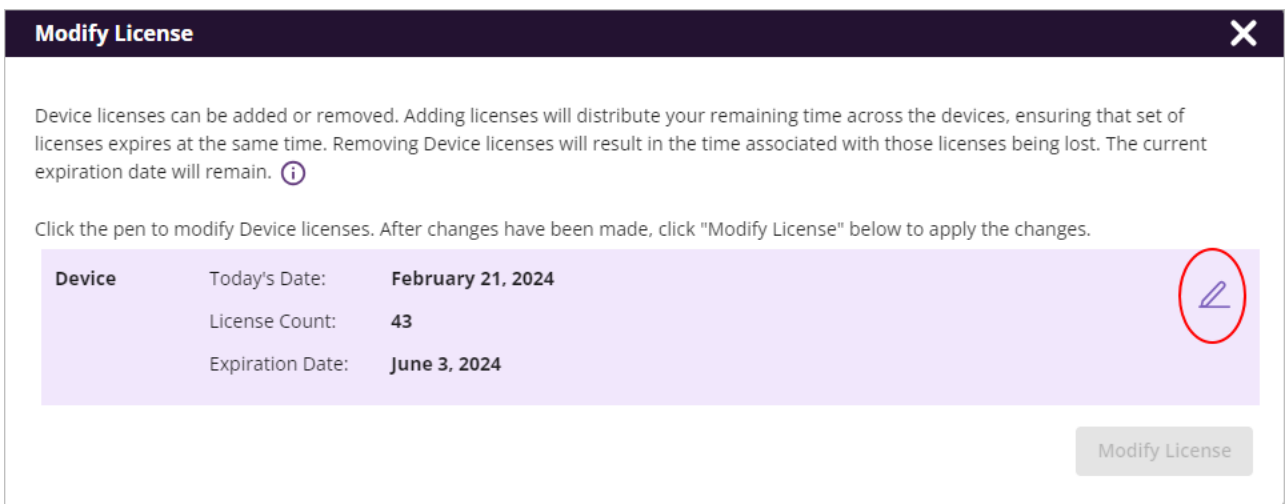 Modify License
Device licenses can be added or removed. Adding licenses will distribute your remaining time across the devices, ensuring that set of
licenses expires at the same time. Removing Device licenses will result in the time associated with those licenses being lost. The current
expiration date will remain.
Click the pen to modify Device licenses. After changes have been made, click "Modify License" below to apply the changes.
Device Today's Date: February 21, 2024
License Count: 43
Expiration Date: June 3, 2024
Modify License